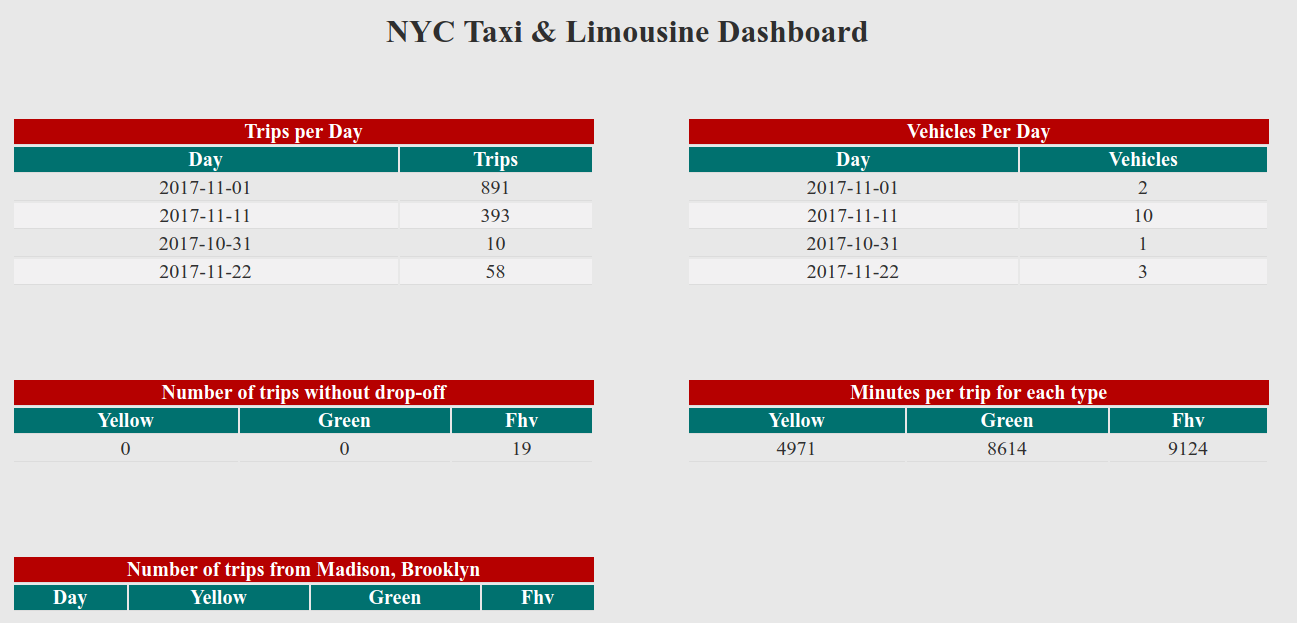 NYC Taxi & Limousine Dashboard
Trips per Day
Day Trips
2017-11-01 891
2017-11-11 393
2017-10-31 10
2017-11-22 58
Vehicles Per Day
Day Vehicles
2017-11-01 2
2017-11-11 10
2017-10-31 1
2017-11-22 3
Number of trips without drop-off
Yellow Green Fhv
0 0 19
Minutes per trip for each type
Yellow Green Fhv
4971 8614 9124
Number of trips from Madison, Brooklyn
Day Yellow Green Fhv